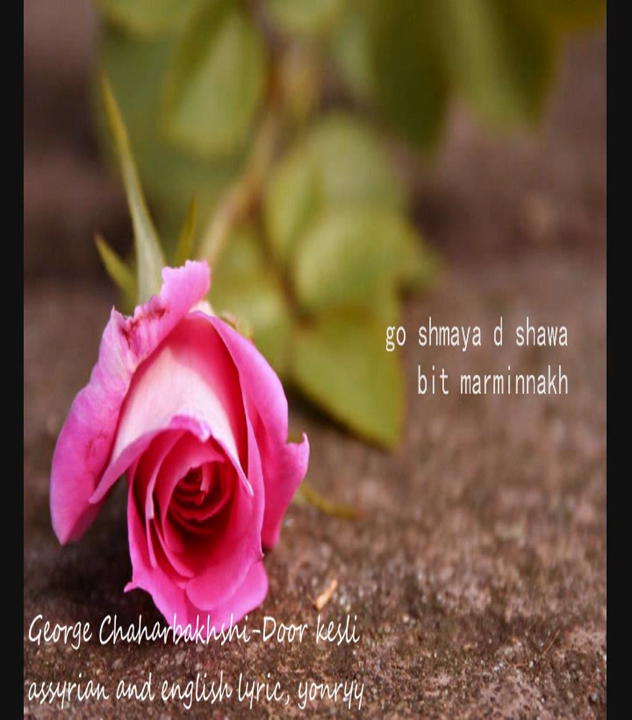 go shmaya d shawa
bit marminnakh
George Chaharbakhshi-Door kesli
assyrian and english lyric, yonryy